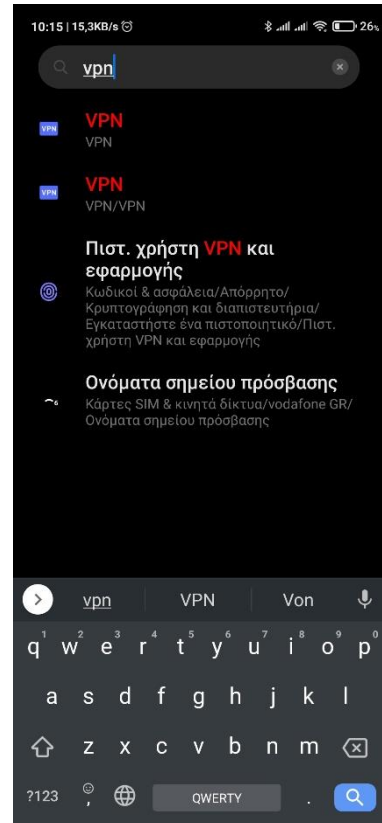 10:15 | 15,3KB/s
26%
vpn
VPN
VPN
VPN
VPN
VPN
VPN/VPN
Πιστ. χρήστη VPN και
εφαρμογής
Κωδικοί & ασφάλεια/Απόρρητο/
Κρυπτογράφηση και διαπιστευτήρια/
Εγκαταστήστε ένα πιστοποιητικό/Πιστ.
χρήστη VPN και εφαρμογής
Ονόματα σημείου πρόσβασης
Κάρτες SIM & κινητά δίκτυα/vodafone GR/
Ονόματα σημείου πρόσβασης
vpn VPN Von
1 2 3 4 5 6 7 8 9 0
q w e r t y u i o p
a s d f g h j k l
z x c v b n m
?123 , QWERTY .